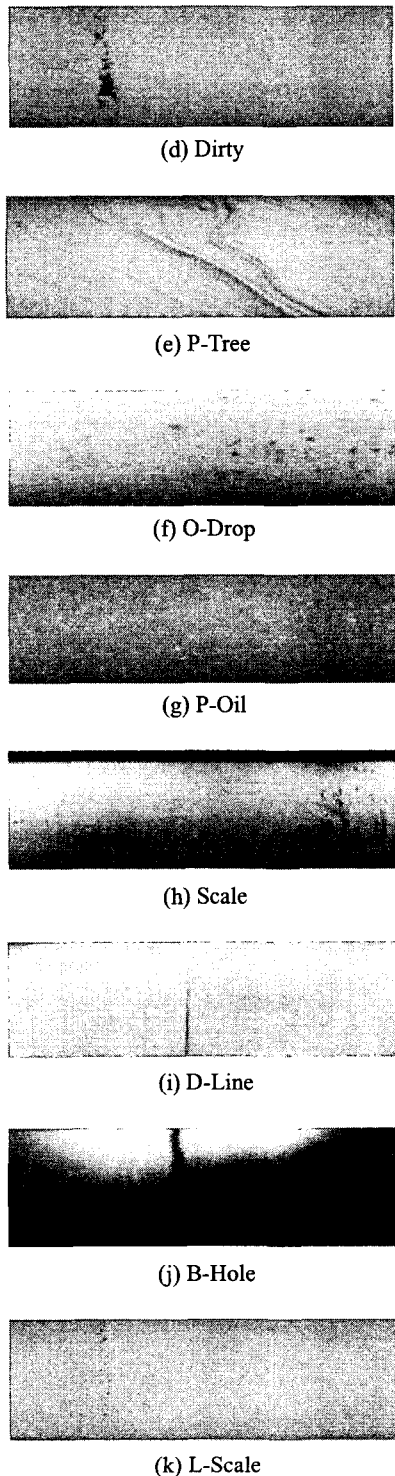 (d) Dirty
(e) P-Tree
(f) O-Drop
(g) P-Oil
(h) Scale
(i) D-Line
(j) B-Hole
(k) L-Scale